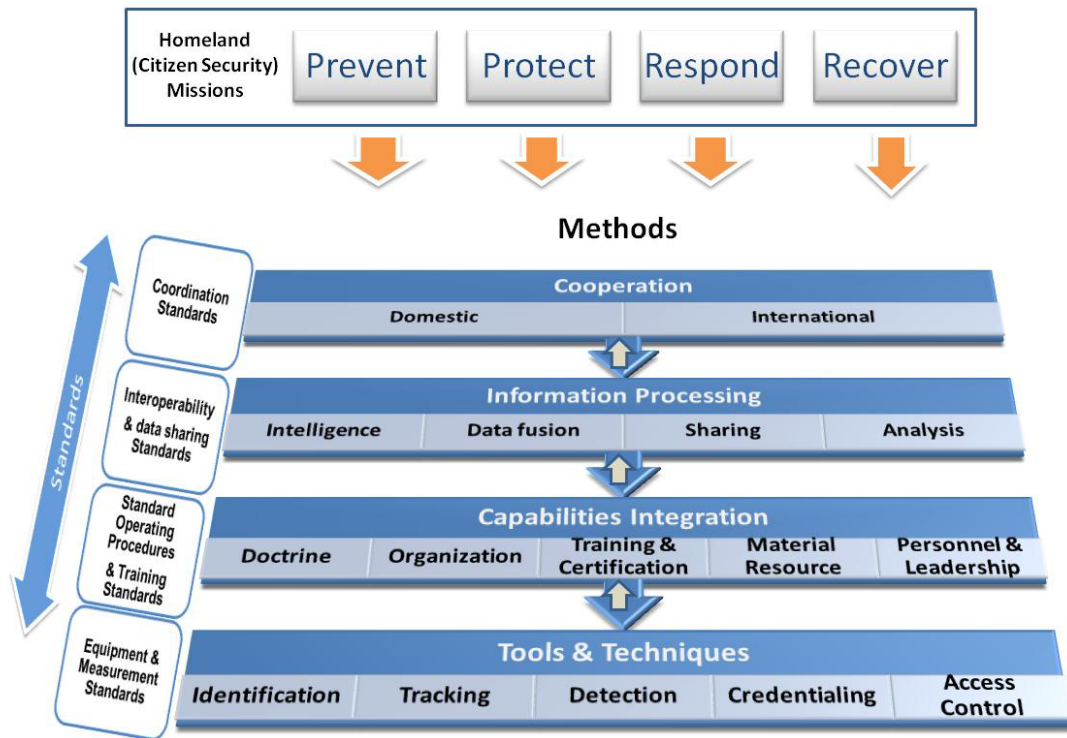 Homeland
(Citizen Security)
Missions
Prevent
Protect
Respond
Recover
Methods
Standards
Coordination
Standards
Cooperation
Domestic
International
Interoperability
& data sharing
Standards
Information Processing
Intelligence
Data fusion
Sharing
Analysis
Standard
Operating
Procedures
& Training
Standards
Capabilities Integration
Doctrine
Organization
Training &
Certification
Material
Resource
Personnel &
Leadership
Equipment &
Measurement
Standards
Tools & Techniques
Identification
Tracking
Detection
Credentialing
Access
Control